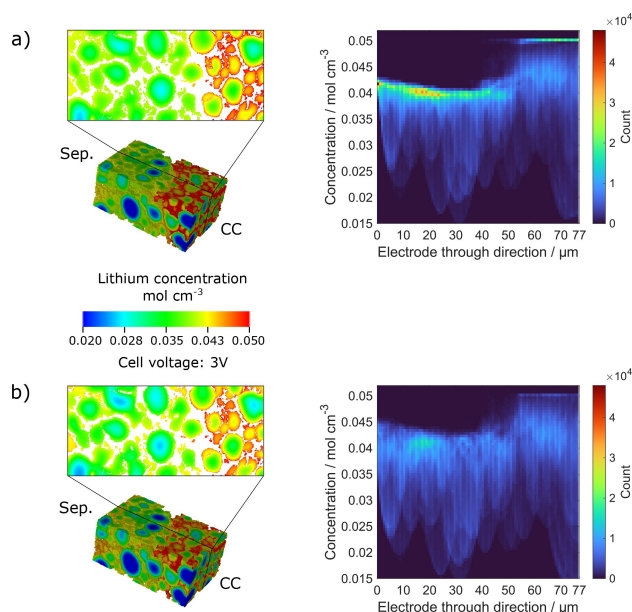 a)
Sep.
CC
0.05
0.045
0.04
0.035
0.03
0.025
0.02
0.015
Concentration / mol cm-3
0 10 20 30 40 50 60 70 77
Electrode through direction / µm
×10⁴
4
3
2
1
0
Count
Lithium concentration
mol cm-3
0.020 0.028 0.035 0.043 0.050
Cell voltage: 3V
b)
Sep.
CC
0.05
0.045
0.04
0.035
0.03
0.025
0.02
0.015
Concentration / mol cm-3
0 10 20 30 40 50 60 70 77
Electrode through direction / µm
×10⁴
4
3
2
1
0
Count